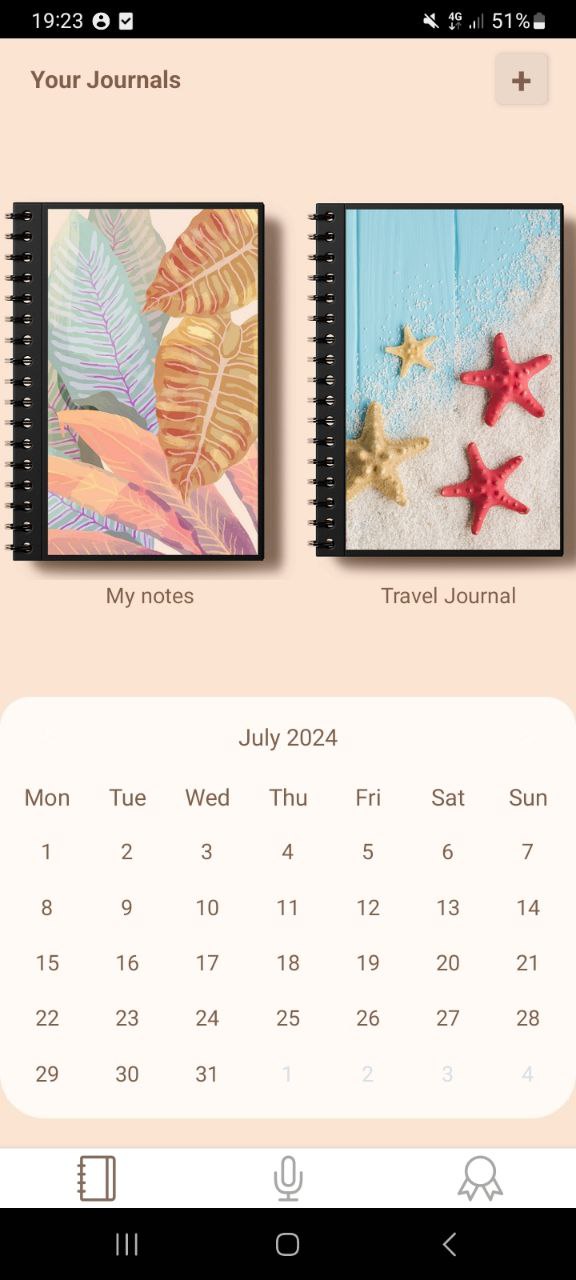 19:23 4G 51%
Your Journals
+
My notes Travel Journal
July 2024
Mon Tue Wed Thu Fri Sat Sun
1 2 3 4 5 6 7
8 9 10 11 12 13 14
15 16 17 18 19 20 21
22 23 24 25 26 27 28
29 30 31 1 2 3 4